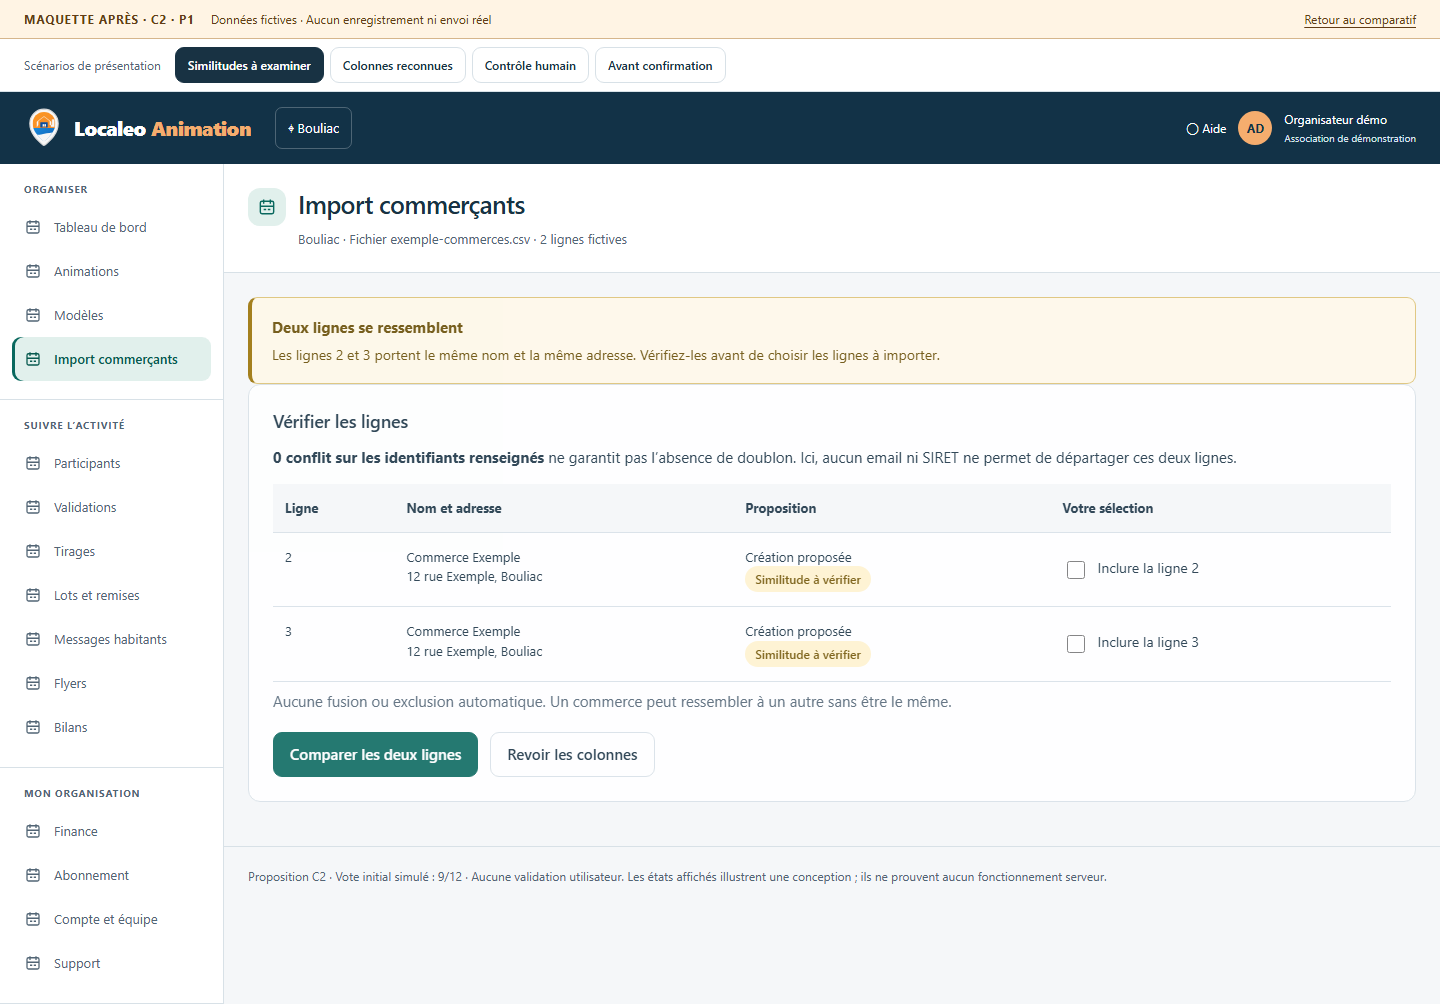 MAQUETTE APRÈS · C2 · P1 Données fictives · Aucun enregistrement ni envoi réel Retour au comparatif
Scénarios de présentation Similitudes à examiner Colonnes reconnues Contrôle humain Avant confirmation
Localeo Animation Bouliac Aide AD Organisateur démo
Association de démonstration
ORGANISER
Tableau de bord
Animations
Modèles
Import commerçants
SUIVRE L’ACTIVITÉ
Participants
Validations
Tirages
Lots et remises
Messages habitants
Flyers
Bilans
MON ORGANISATION
Finance
Abonnement
Compte et équipe
Support
Import commerçants
Bouliac · Fichier exemple-commerces.csv · 2 lignes fictives
Deux lignes se ressemblent
Les lignes 2 et 3 portent le même nom et la même adresse. Vérifiez-les avant de choisir les lignes à importer.
Vérifier les lignes
0 conflit sur les identifiants renseignés ne garantit pas l’absence de doublon. Ici, aucun email ni SIRET ne permet de départager ces deux lignes.
Ligne Nom et adresse Proposition Votre sélection
2 Commerce Exemple Création proposée
12 rue Exemple, Bouliac Similitude à vérifier Inclure la ligne 2
3 Commerce Exemple Création proposée
12 rue Exemple, Bouliac Similitude à vérifier Inclure la ligne 3
Aucune fusion ou exclusion automatique. Un commerce peut ressembler à un autre sans être le même.
Comparer les deux lignes Revoir les colonnes
Proposition C2 · Vote initial simulé : 9/12 · Aucune validation utilisateur. Les états affichés illustrent une conception ; ils ne prouvent aucun fonctionnement serveur.